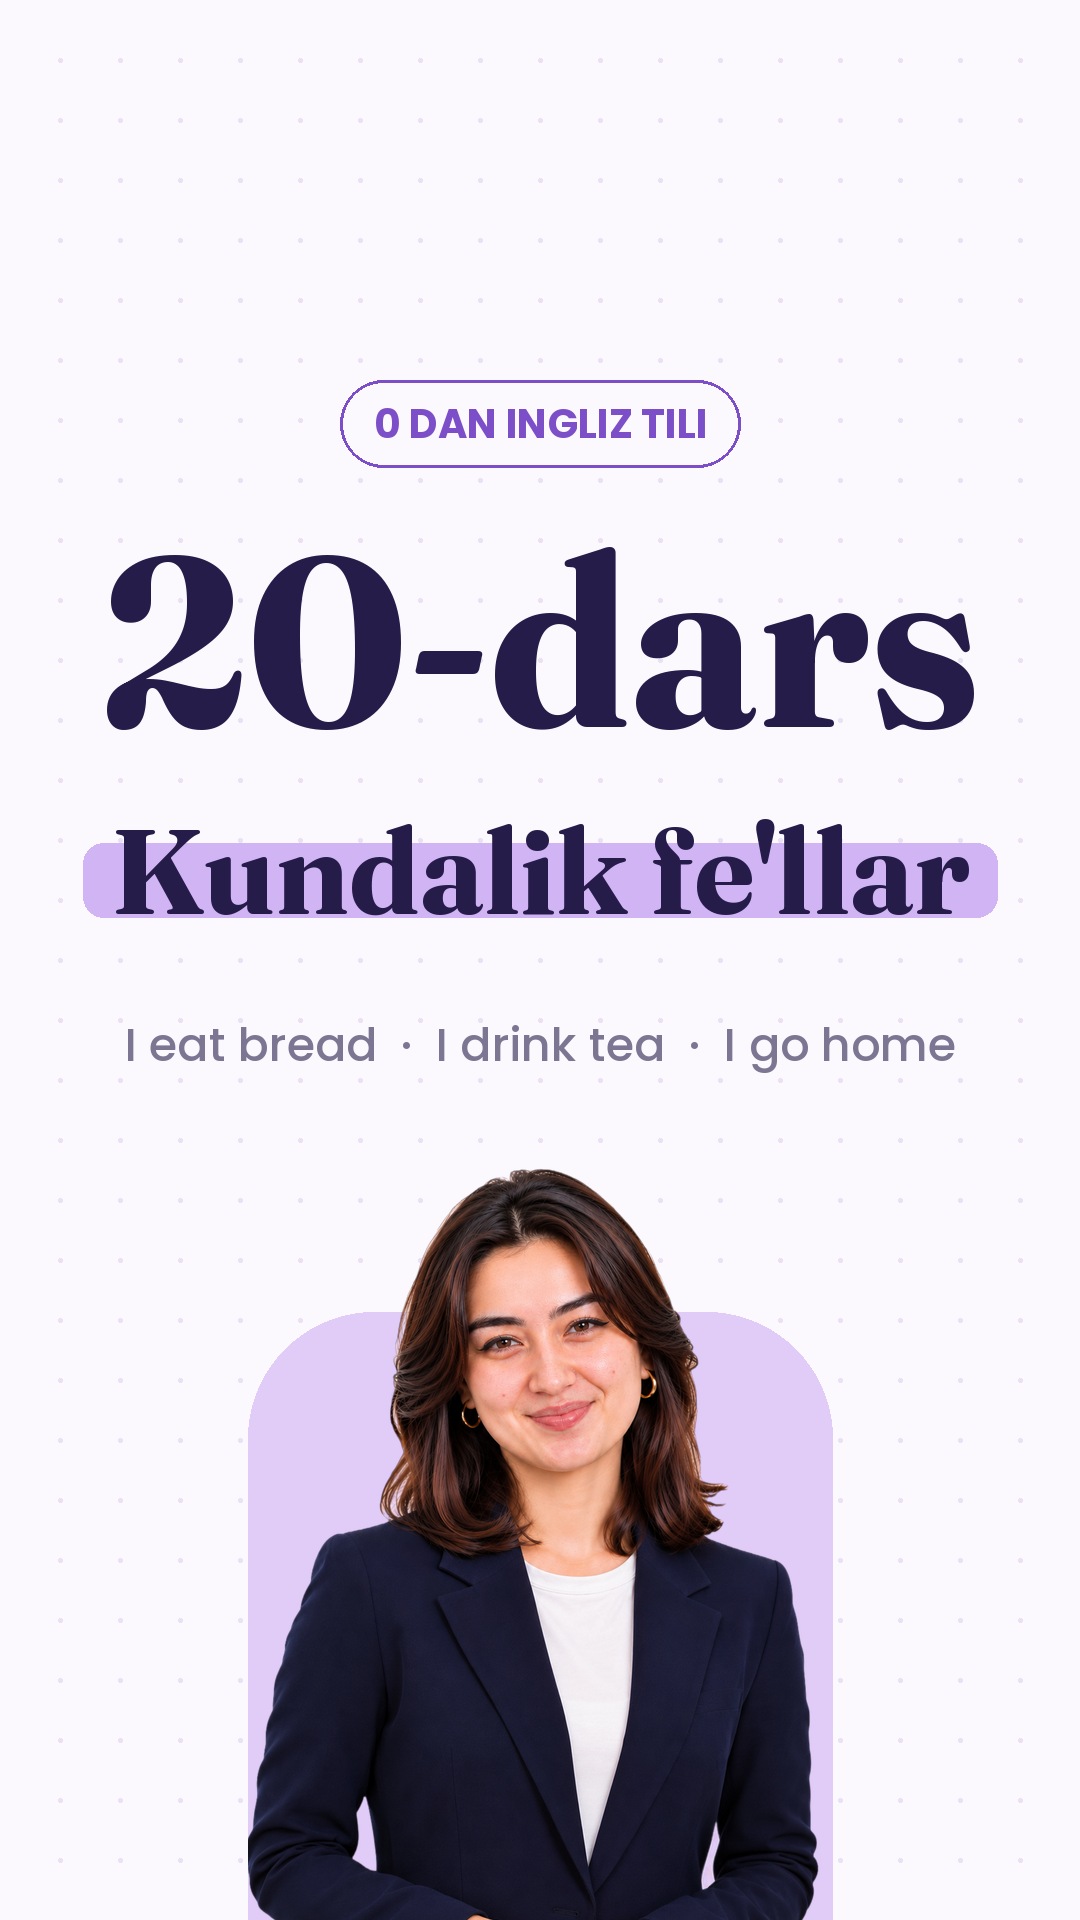 0 DAN INGLIZ TILI
20-dars
Kundalik fe'llar
I eat bread · I drink tea · I go home